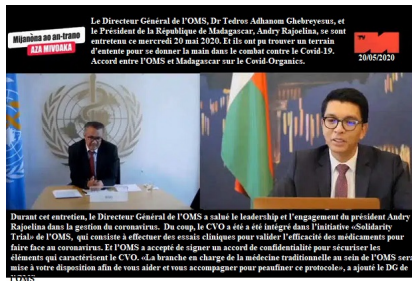 Le Directeur Général de l'OMS, Dr Tedros Adhanom Ghebreyesus, et
le Président de la République de Madagascar, Andry Rajoelina, se sont
entretenu ce mercredi 20 mai 2020. Et ils ont pu trouver un terrain
d'entente pour se donner la main dans le combat contre le Covid-19.
Accord entre l'OMS et Madagascar sur le Covid-Organics.
Mijanòna ao an-trano
AZA MIVOAKA
TV
M
20/05/2020
Durant cet entretien, le Directeur Général de l'OMS a salué le leadership et l'engagement du président Andry
Rajoelina dans la gestion du coronavirus. Du coup, le CVO a été a été intégré dans l'initiative «Solidarity
Trial» de l'OMS, qui consiste à effectuer des essais cliniques pour valider l'efficacité des médicaments pour
faire face au coronavirus. Et l'OMS a accepté de signer un accord de confidentialité pour sécuriser les
éléments qui caractérisent le CVO. «La branche en charge de la médecine traditionnelle au sein de l'OMS sera
mise à votre disposition afin de vous aider et vous accompagner pour peaufiner ce protocole», a ajouté le DG de
l'OMS